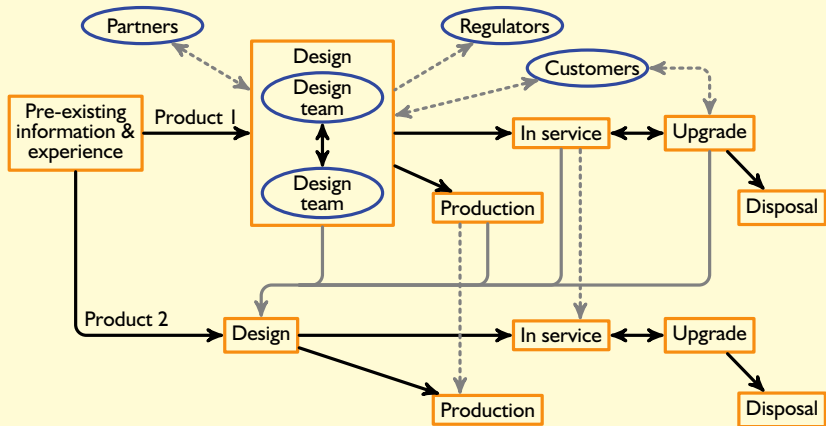 Partners
Regulators
Design
Customers
Design
team
Pre-existing
information &
experience
Product 1
In service
Upgrade
Design
team
Production
Disposal
Product 2
Design
In service
Upgrade
Production
Disposal